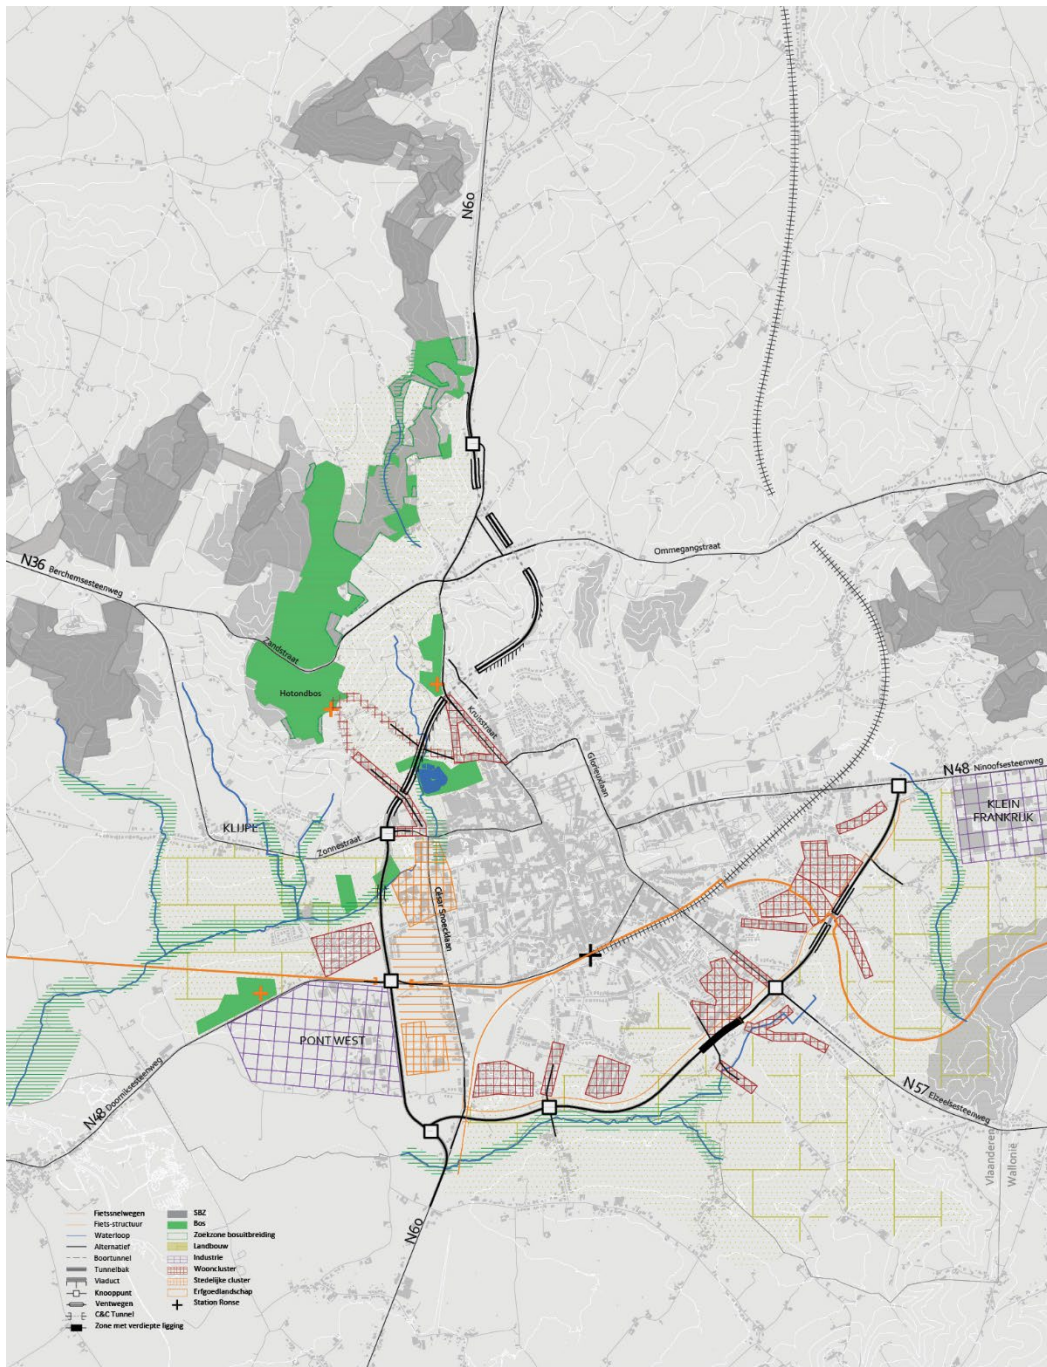 N60
N36 Berchemsesteenweg
Ommegangstraat
Zandstraat
Hotondbos
Kruisstraat
Glorieuxlaan
N48 Ninoofsesteenweg
KLEIN
FRANKRIJK
KLIJPE
Zonnestraat
César Snoecklaan
PONT WEST
N48 Doorniksesteenweg
N57 Elzeelsesteenweg
Vlaanderen
Wallonië
N60
Fietssnelwegen
Fiets-structuur
Waterloop
Alternatief
Boortunnel
Tunnelbak
Viaduct
Knooppunt
Ventwegen
C&C Tunnel
Zone met verdiepte ligging
SBZ
Bos
Zoekzone bosuitbreiding
Landbouw
Industrie
Wooncluster
Stedelijke cluster
Erfgoedlandschap
Station Ronse